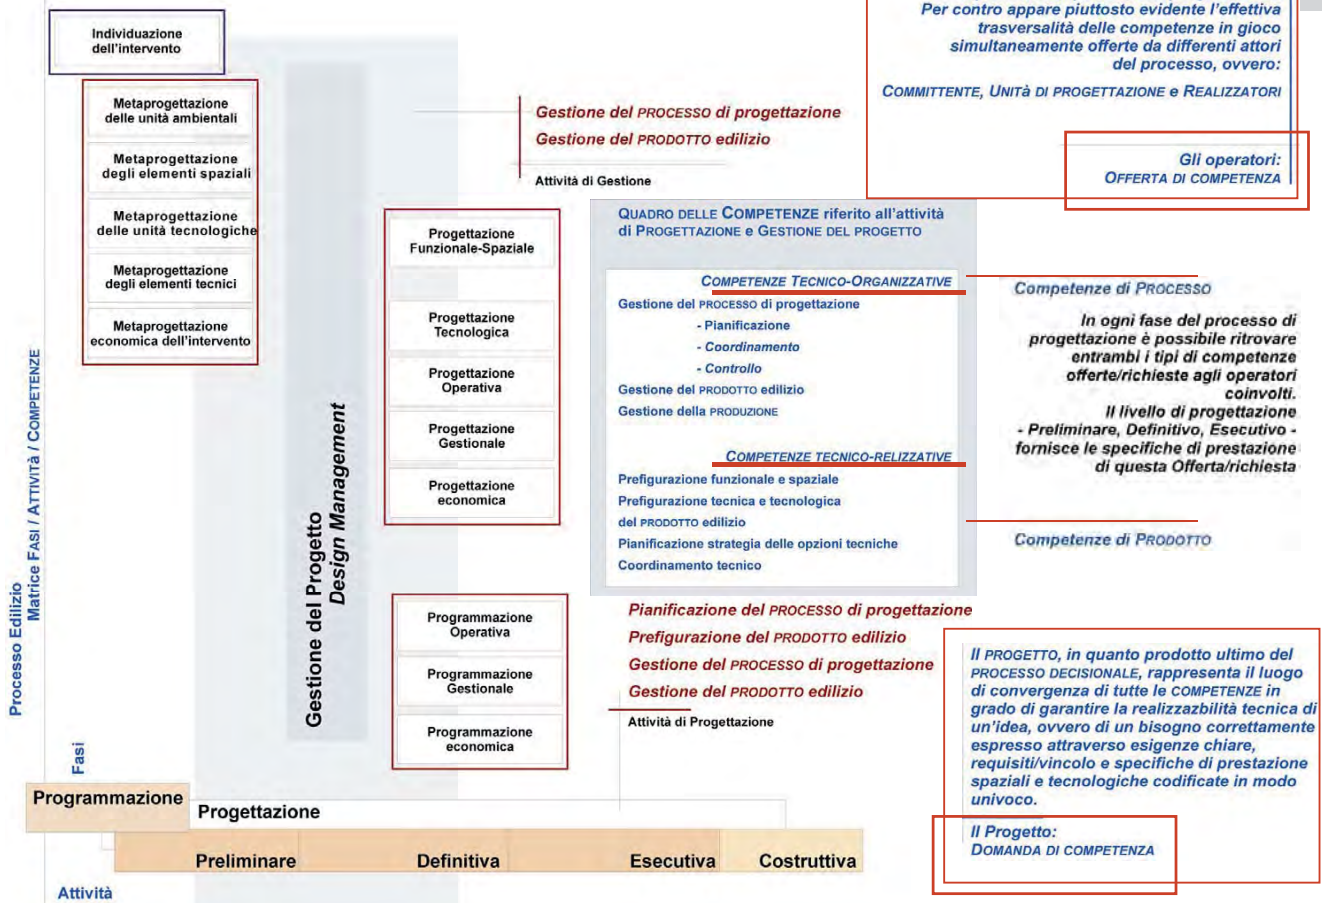 Individuazione
dell'intervento
Metaprogettazione
delle unità ambientali
Metaprogettazione
degli elementi spaziali
Metaprogettazione
delle unità tecnologiche
Metaprogettazione
degli elementi tecnici
Metaprogettazione
economica dell'intervento
Processo Edilizio
Matrice FASI / ATTIVITÀ / COMPETENZE
Gestione del Progetto
Design Management
Gestione del PROCESSO di progettazione
Gestione del PRODOTTO edilizio
Attività di Gestione
Progettazione
Funzionale-Spaziale
Progettazione
Tecnologica
Progettazione
Operativa
Progettazione
Gestionale
Progettazione
economica
Programmazione
Operativa
Programmazione
Gestionale
Programmazione
economica
Per contro appare piuttosto evidente l'effettiva
trasversalità delle competenze in gioco
simultaneamente offerte da differenti attori
del processo, ovvero:
COMMITTENTE, UNITà DI PROGETTAZIONE e REALIZZATORI
Gli operatori:
OFFERTA DI COMPETENZA
QUADRO DELLE COMPETENZE riferito all'attività
di PROGETTAZIONE e GESTIONE DEL PROGETTO
COMPETENZE TECNICO-ORGANIZZATIVE
Gestione del PROCESSO di progettazione
- Pianificazione
- Coordinamento
- Controllo
Gestione del PRODOTTO edilizio
Gestione della PRODUZIONE
COMPETENZE TECNICO-RELIZZATIVE
Prefigurazione funzionale e spaziale
Prefigurazione tecnica e tecnologica
del PRODOTTO edilizio
Pianificazione strategia delle opzioni tecniche
Coordinamento tecnico
Competenze di PROCESSO
In ogni fase del processo di
progettazione è possibile ritrovare
entrambi i tipi di competenze
offerte/richieste agli operatori
coinvolti.
Il livello di progettazione
- Preliminare, Definitivo, Esecutivo -
fornisce le specifiche di prestazione
di questa Offerta/richiesta
Competenze di PRODOTTO
Pianificazione del PROCESSO di progettazione
Prefigurazione del PRODOTTO edilizio
Gestione del PROCESSO di progettazione
Gestione del PRODOTTO edilizio
Attività di Progettazione
Il PROGETTO, in quanto prodotto ultimo del
PROCESSO DECISIONALE, rappresenta il luogo
di convergenza di tutte le COMPETENZE in
grado di garantire la realizzazbilità tecnica di
un'idea, ovvero di un bisogno correttamente
espresso attraverso esigenze chiare,
requisiti/vincolo e specifiche di prestazione
spaziali e tecnologiche codificate in modo
univoco.
Il Progetto:
DOMANDA DI COMPETENZA
Fasi
Programmazione
Progettazione
Preliminare
Definitiva
Esecutiva
Costruttiva
Attività